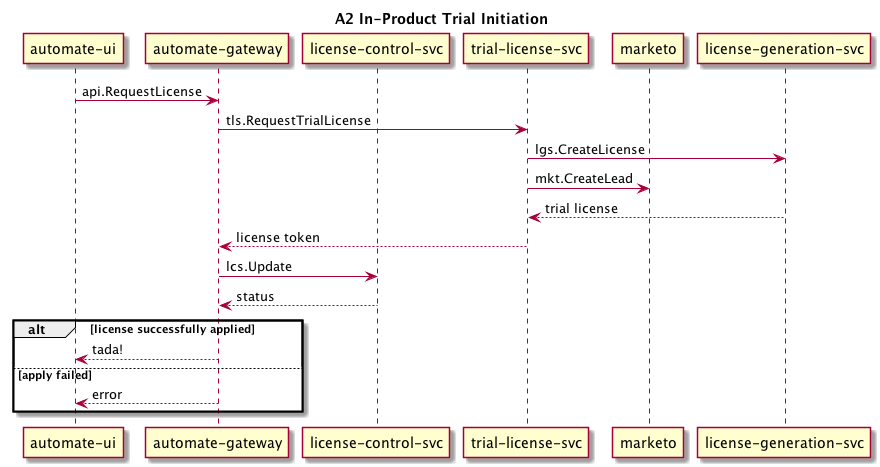 A2 In-Product Trial Initiation
automate-ui automate-gateway license-control-svc trial-license-svc marketo license-generation-svc
api.RequestLicense
tls.RequestTrialLicense
lgs.CreateLicense
mkt.CreateLead
trial license
license token
lcs.Update
status
alt [license successfully applied]
tada!
[apply failed]
error
automate-ui automate-gateway license-control-svc trial-license-svc marketo license-generation-svc